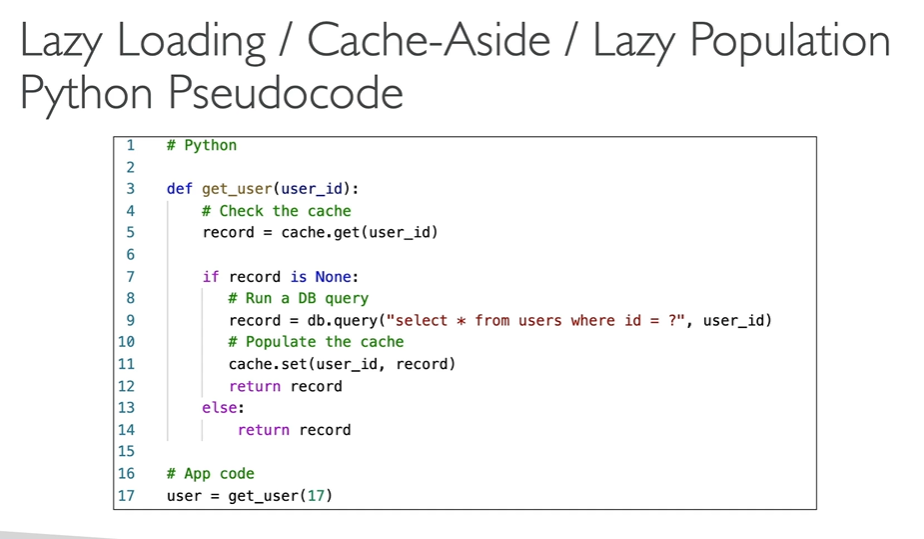 Lazy Loading / Cache-Aside / Lazy Population
Python Pseudocode
1 # Python
2
3 def get_user(user_id):
4     # Check the cache
5     record = cache.get(user_id)
6
7     if record is None:
8        # Run a DB query
9        record = db.query("select * from users where id = ?", user_id)
10        # Populate the cache
11        cache.set(user_id, record)
12        return record
13     else:
14         return record
15
16 # App code
17 user = get_user(17)